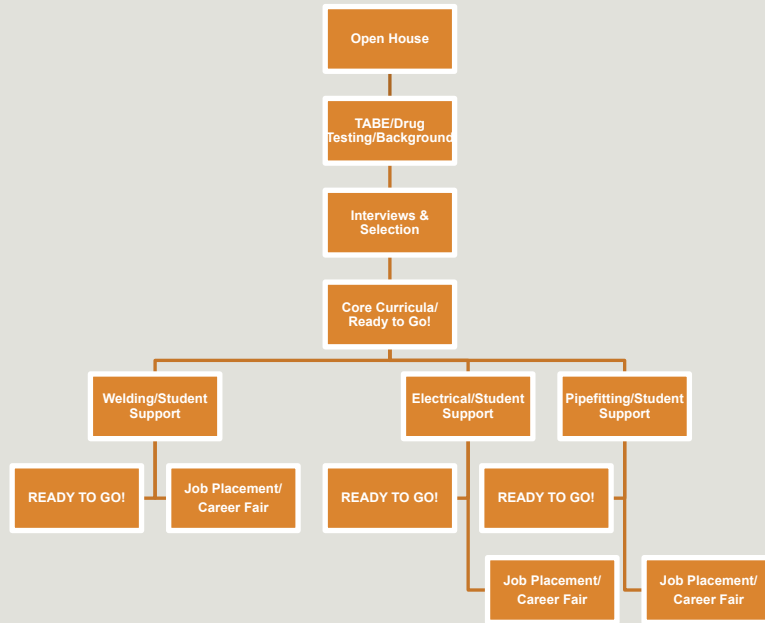 Open House
TABE/Drug
Testing/Background
Interviews &
Selection
Core Curricula/
Ready to Go!
Welding/Student
Support
Electrical/Student
Support
Pipefitting/Student
Support
READY TO GO!
Job Placement/
Career Fair
READY TO GO!
READY TO GO!
Job Placement/
Career Fair
Job Placement/
Career Fair